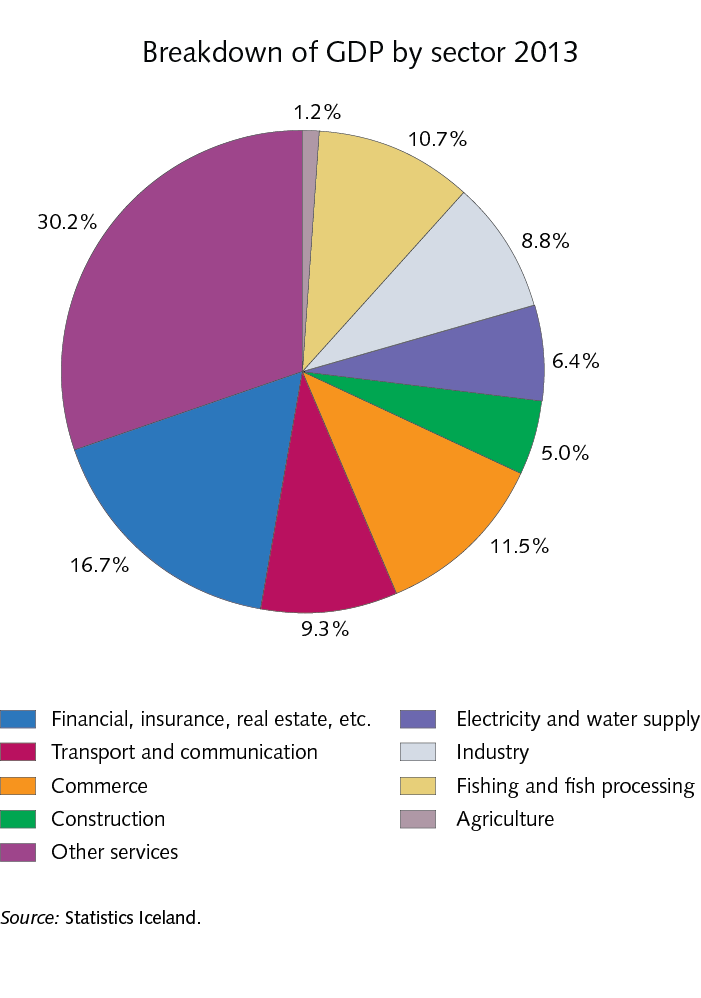 Breakdown of GDP by sector 2013
1.2%
10.7%
30.2%
8.8%
6.4%
5.0%
11.5%
16.7%
9.3%
Financial, insurance, real estate, etc.
Transport and communication
Commerce
Construction
Other services
Electricity and water supply
Industry
Fishing and fish processing
Agriculture
Source: Statistics Iceland.